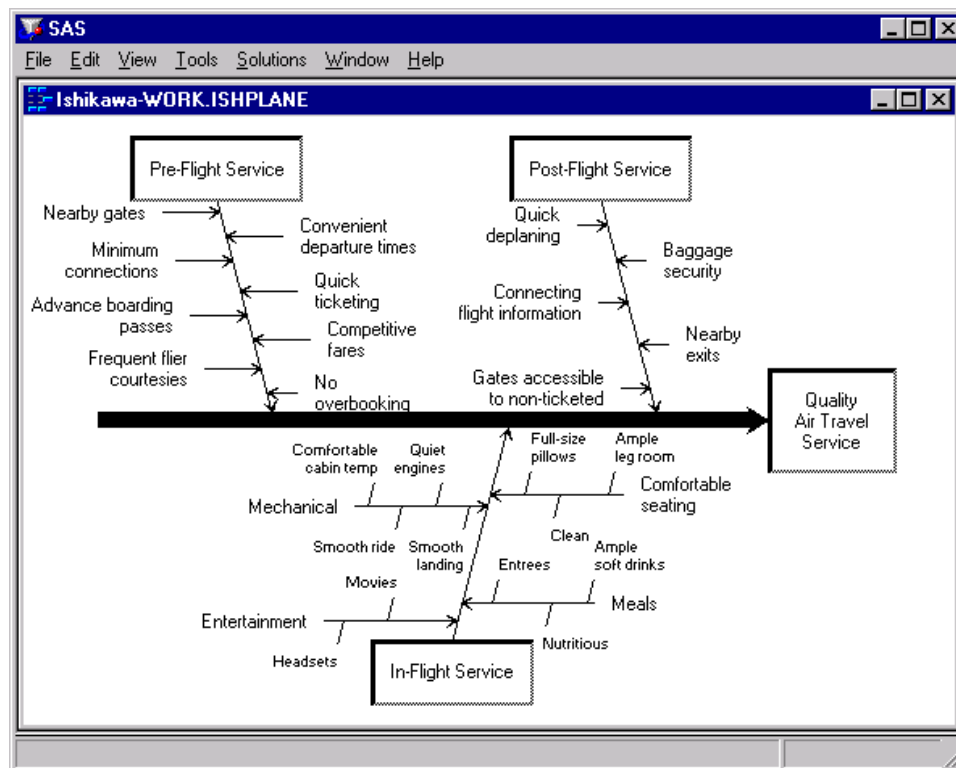 SAS
File Edit View Tools Solutions Window Help
Ishikawa-WORK.ISHPLANE
Pre-Flight Service
Post-Flight Service
Nearby gates
Convenient
departure times
Minimum
connections
Quick
ticketing
Advance boarding
passes
Competitive
fares
Frequent flier
courtesies
No
overbooking
Quick
deplaning
Baggage
security
Connecting
flight information
Nearby
exits
Gates accessible
to non-ticketed
Quality
Air Travel
Service
Comfortable
cabin temp
Quiet
engines
Mechanical
Smooth ride
Smooth
landing
Full-size
pillows
Ample
leg room
Comfortable
seating
Clean
Movies
Entertainment
Headsets
Entrees
Ample
soft drinks
Meals
Nutritious
In-Flight Service